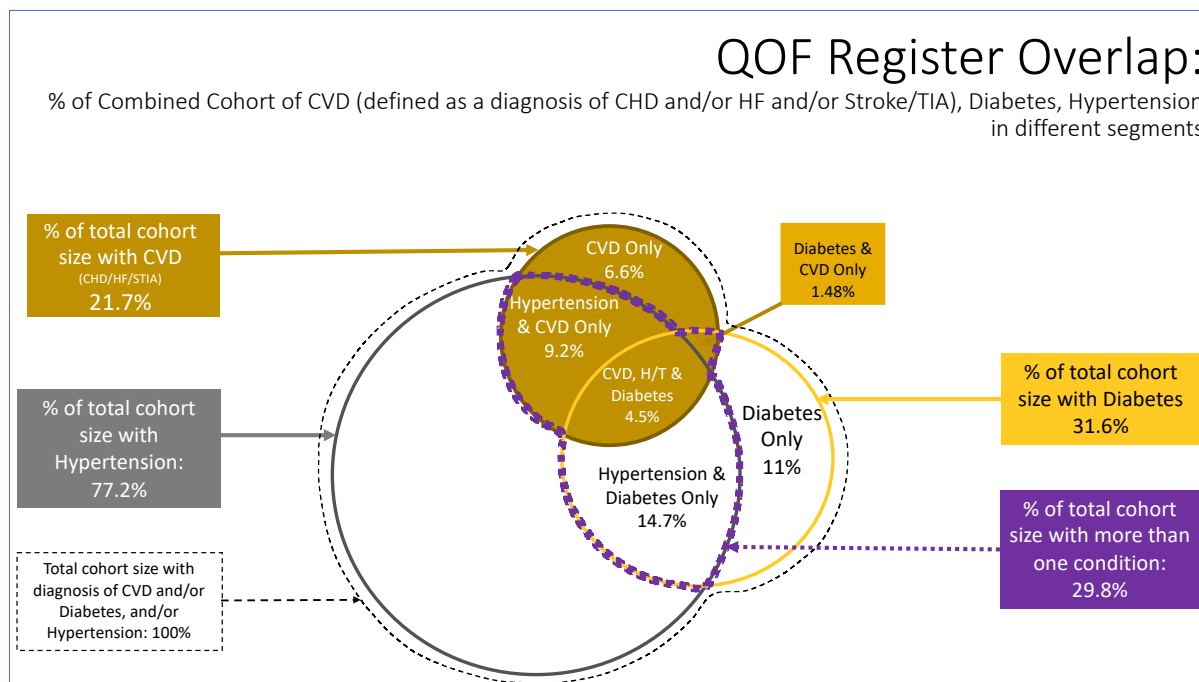 QOF Register Overlap:
% of Combined Cohort of CVD (defined as a diagnosis of CHD and/or HF and/or Stroke/TIA), Diabetes, Hypertension
in different segments
% of total cohort
size with CVD
(CHD/HF/STIA)
21.7%
CVD Only
6.6%
Diabetes &
CVD Only
1.48%
Hypertension
& CVD Only
9.2%
CVD, H/T &
Diabetes
4.5%
% of total cohort
size with Diabetes
31.6%
% of total cohort
size with
Hypertension:
77.2%
Diabetes
Only
11%
Hypertension &
Diabetes Only
14.7%
% of total cohort
size with more than
one condition:
29.8%
Total cohort size with
diagnosis of CVD and/or
Diabetes, and/or
Hypertension: 100%